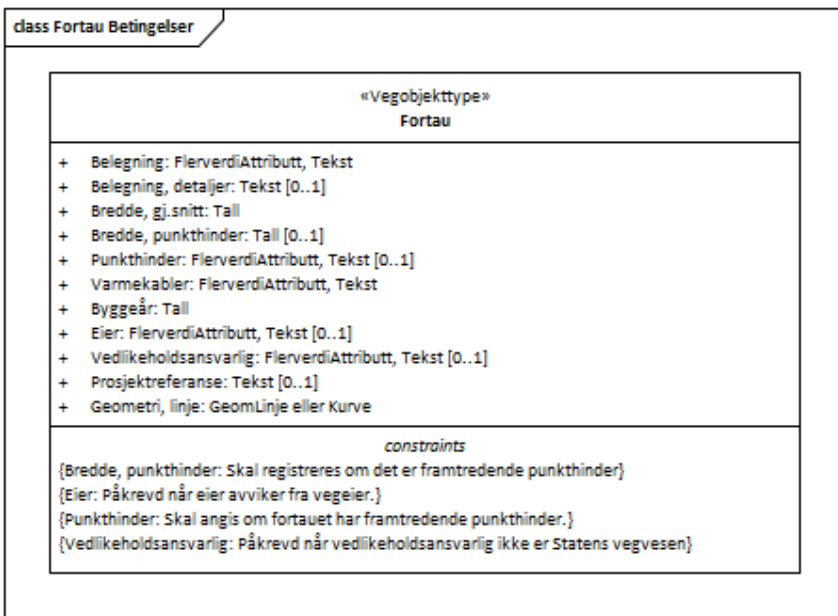 class Fortau Betingelser
«Vegobjekttype»
Fortau
+ Belegning: FlerverdiAttributt, Tekst
+ Belegning, detaljer: Tekst [0..1]
+ Bredde, gj.snitt: Tall
+ Bredde, punkthinder: Tall [0..1]
+ Punkthinder: FlerverdiAttributt, Tekst [0..1]
+ Varmekabler: FlerverdiAttributt, Tekst
+ Byggeår: Tall
+ Eier: FlerverdiAttributt, Tekst [0..1]
+ Vedlikeholdsansvarlig: FlerverdiAttributt, Tekst [0..1]
+ Prosjektreferanse: Tekst [0..1]
+ Geometri, linje: GeomLinje eller Kurve
constraints
{Bredde, punkthinder: Skal registreres om det er framtredende punkthinder}
{Eier: Påkrevd når eier avviker fra vegeier.}
{Punkthinder: Skal angis om fortauet har framtredende punkthinder.}
{Vedlikeholdsansvarlig: Påkrevd når vedlikeholdsansvarlig ikke er Statens vegvesen}